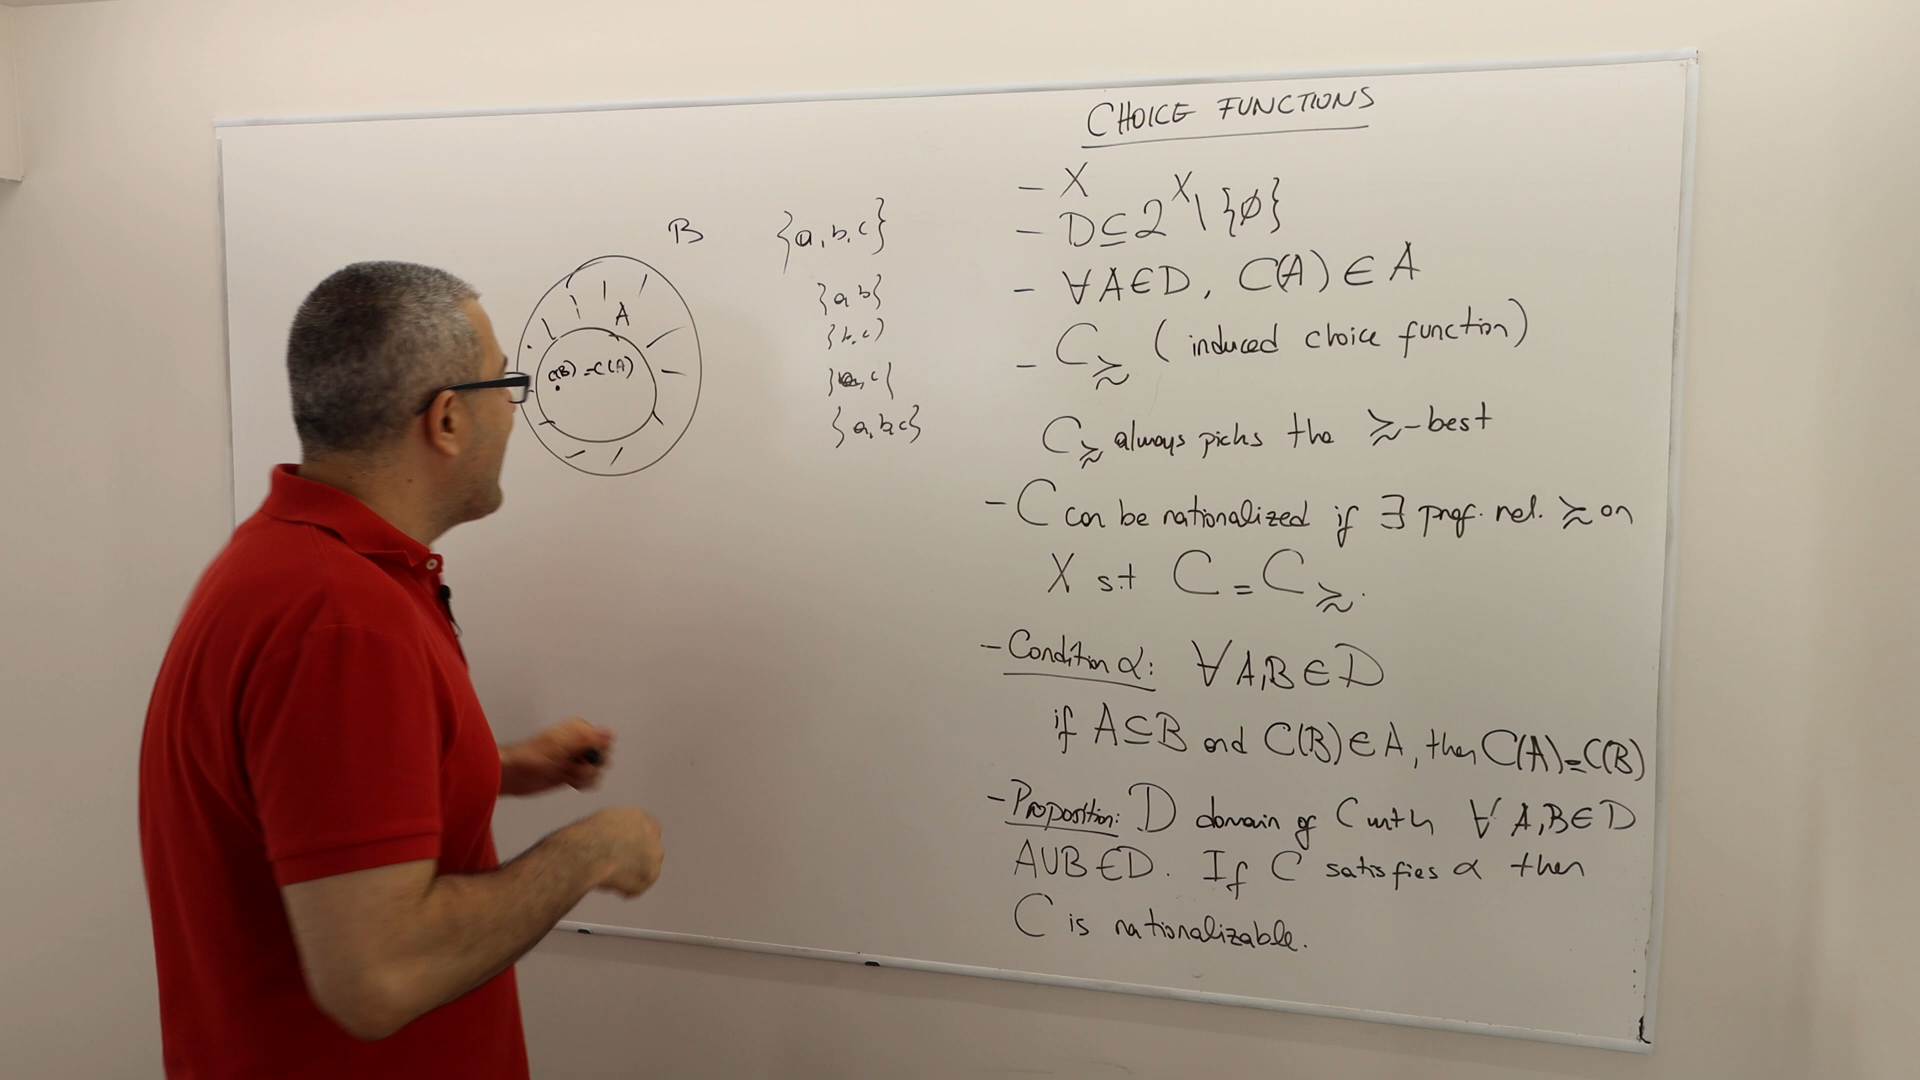 CHOICE FUNCTIONS
- X
- D ⊆ 2^X \ {∅}
- ∀A∈D, C(A) ∈ A
- C≿ (induced choice function)
C≿ always picks the ≿-best
- C can be rationalized if ∃ pref. rel. ≿ on
X s.t C = C≿.
- Condition α: ∀ A,B ∈ D
if A⊆B and C(B) ∈ A, then C(A)=C(B)
- Proposition: D domain of C with ∀ A,B∈D
A∪B∈D. If C satisfies α then
C is rationalizable.
B
A
C(B) = C(A)
{a, b, c}
{a b}
{b, c}
{a, b, c}